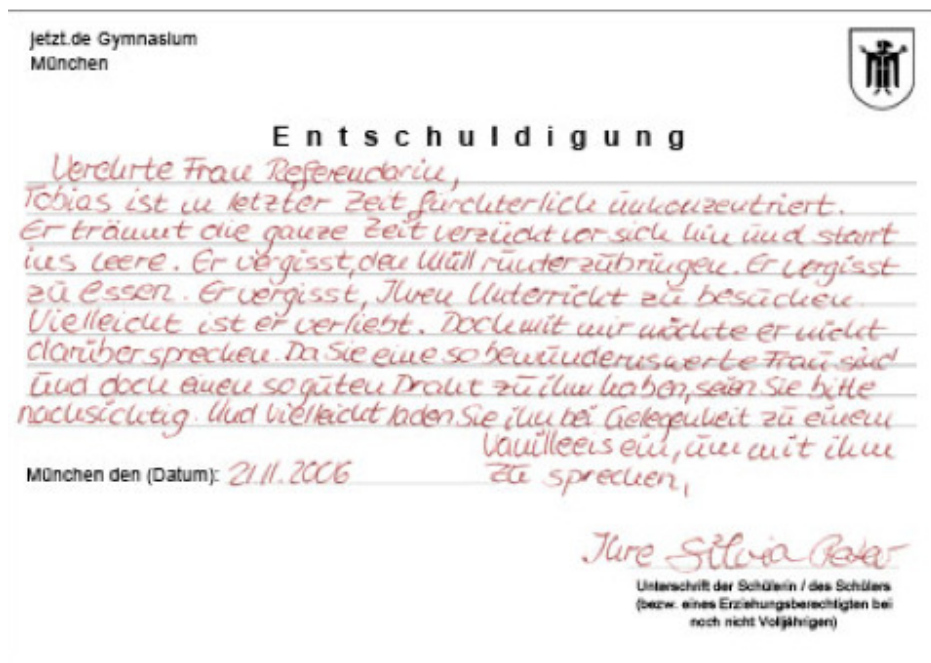 jetzt.de Gymnasium
München
Entschuldigung
Verehrte Frau Referendarin,
Tobias ist in letzter Zeit fürchterlich unkonzentriert.
Er träumt die ganze Zeit verzückt vor sich hin und starrt
ins Leere. Er vergisst, den Müll runterzubringen. Er vergisst
zu essen. Er vergisst, Ihren Unterricht zu besuchen.
Vielleicht ist er verliebt. Doch mit mir möchte er nicht
darüber sprechen. Da Sie eine so bewundernswerte Frau sind
und doch einen so guten Draht zu ihm haben, seien Sie bitte
nachsichtig. Und vielleicht laden Sie ihn bei Gelegenheit zu einem
Vanilleeis ein, um mit ihm
München den (Datum): 21.11.2006 zu sprechen,
Ihre Silvia
Unterschrift der Schülerin / des Schülers
(bezw. eines Erziehungsberechtigten bei
noch nicht Volljährigen)